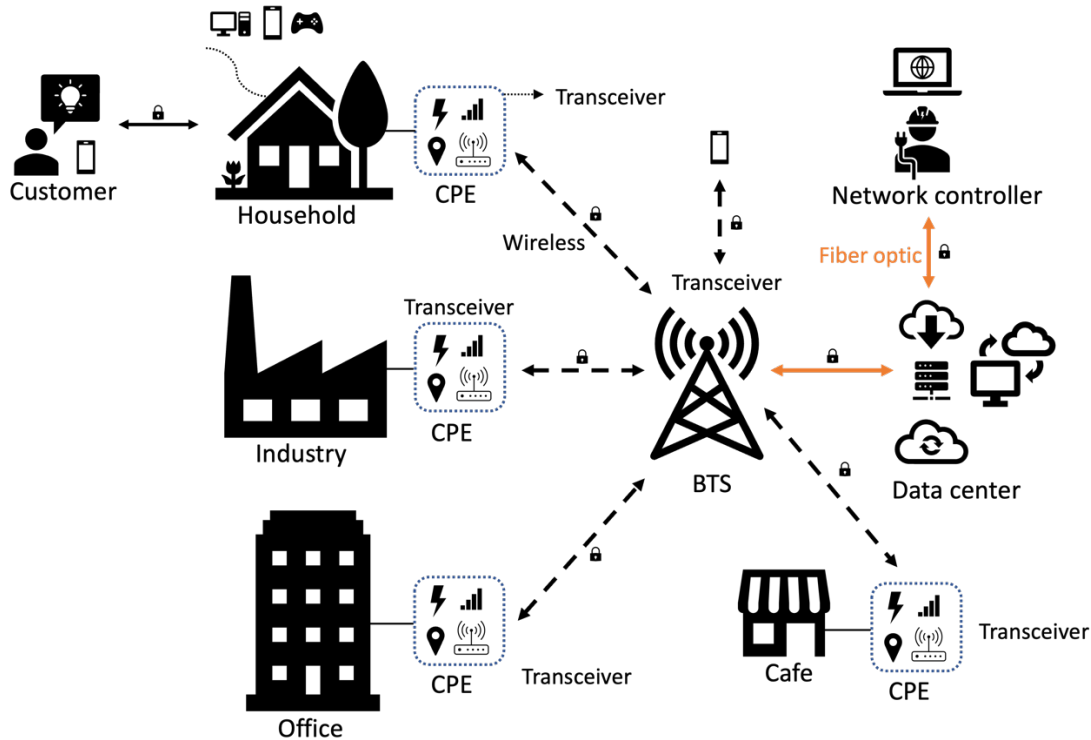 Transceiver
Customer
Household
CPE
Network controller
Wireless
Fiber optic
Transceiver
Transceiver
Industry
CPE
BTS
Data center
Transceiver
Office
CPE
Cafe
CPE
Transceiver